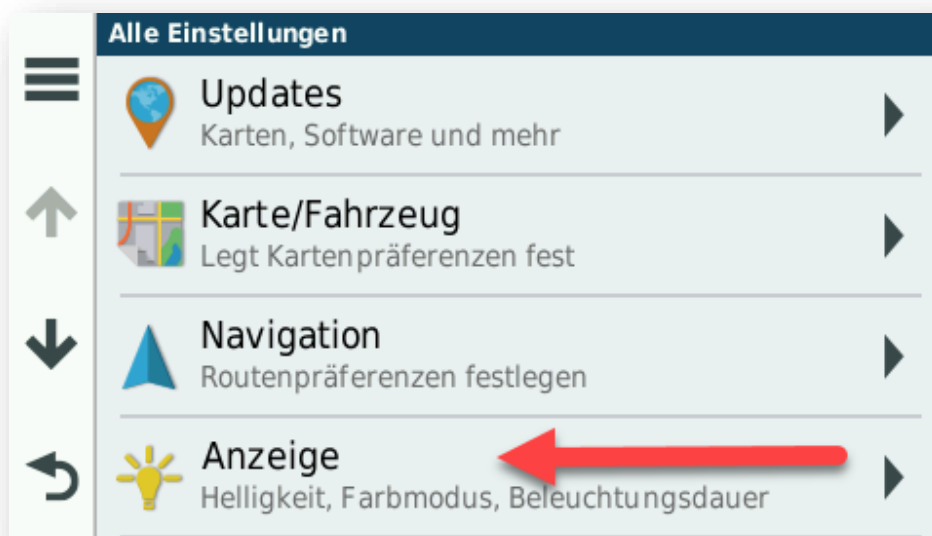 Alle Einstellungen
Updates
Karten, Software und mehr
Karte/Fahrzeug
Legt Kartenpräferenzen fest
Navigation
Routenpräferenzen festlegen
Anzeige
Helligkeit, Farbmodus, Beleuchtungsdauer